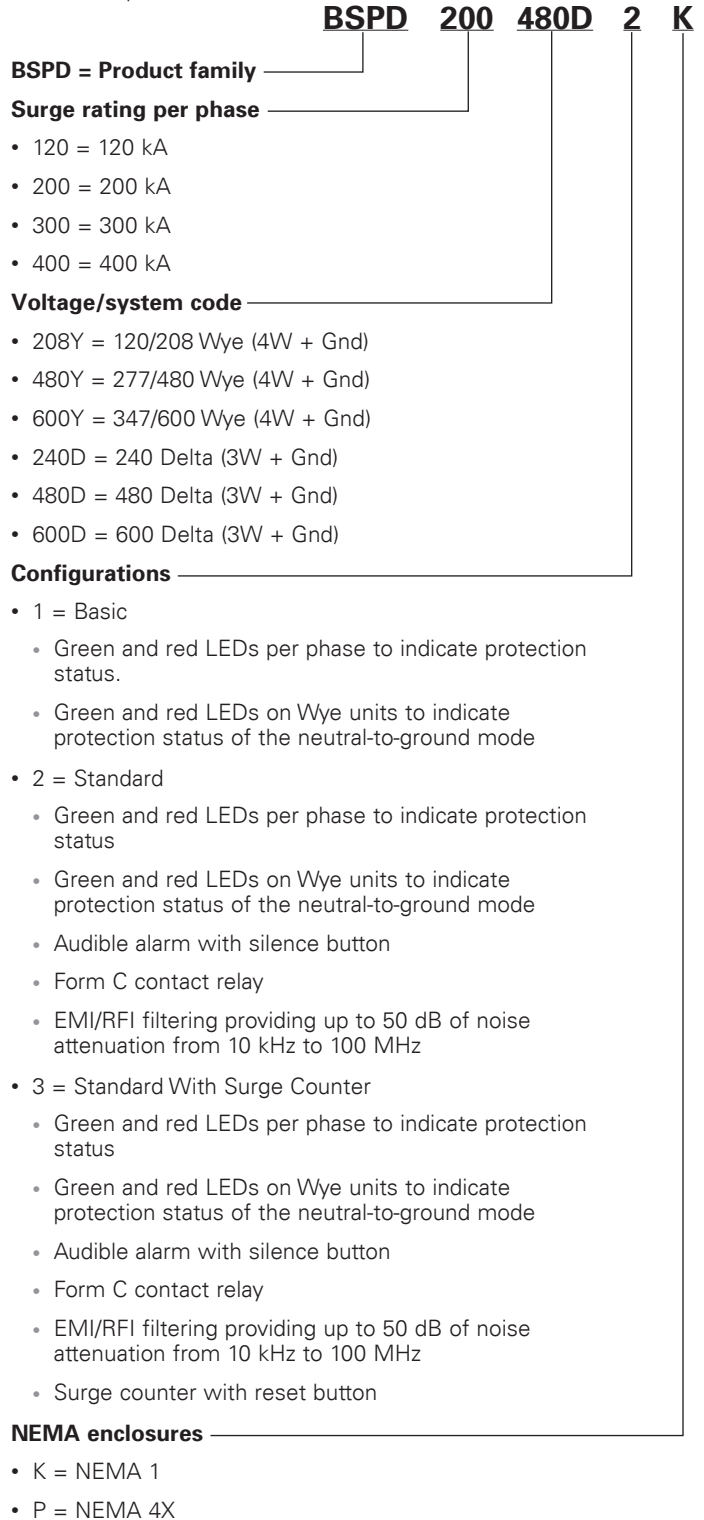 BSPD 200 480D 2 K
BSPD = Product family
Surge rating per phase
• 120 = 120 kA
• 200 = 200 kA
• 300 = 300 kA
• 400 = 400 kA
Voltage/system code
• 208Y = 120/208 Wye (4W + Gnd)
• 480Y = 277/480 Wye (4W + Gnd)
• 600Y = 347/600 Wye (4W + Gnd)
• 240D = 240 Delta (3W + Gnd)
• 480D = 480 Delta (3W + Gnd)
• 600D = 600 Delta (3W + Gnd)
Configurations
• 1 = Basic
• Green and red LEDs per phase to indicate protection
status.
• Green and red LEDs on Wye units to indicate
protection status of the neutral-to-ground mode
• 2 = Standard
• Green and red LEDs per phase to indicate protection
status
• Green and red LEDs on Wye units to indicate
protection status of the neutral-to-ground mode
• Audible alarm with silence button
• Form C contact relay
• EMI/RFI filtering providing up to 50 dB of noise
attenuation from 10 kHz to 100 MHz
• 3 = Standard With Surge Counter
• Green and red LEDs per phase to indicate protection
status
• Green and red LEDs on Wye units to indicate
protection status of the neutral-to-ground mode
• Audible alarm with silence button
• Form C contact relay
• EMI/RFI filtering providing up to 50 dB of noise
attenuation from 10 kHz to 100 MHz
• Surge counter with reset button
NEMA enclosures
• K = NEMA 1
• P = NEMA 4X